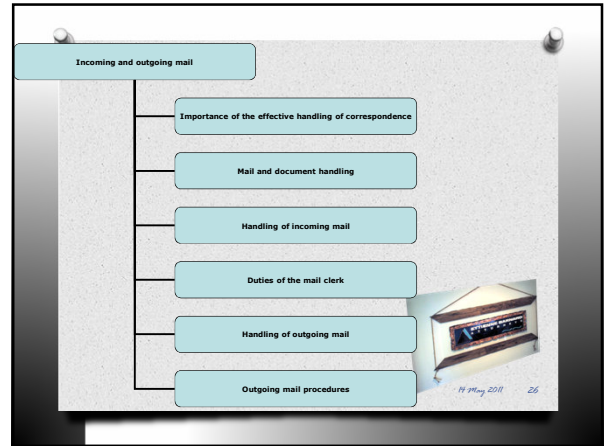 Incoming and outgoing mail
Importance of the effective handling of correspondence
Mail and document handling
Handling of incoming mail
Duties of the mail clerk
Handling of outgoing mail
Outgoing mail procedures
14 May 2011 26